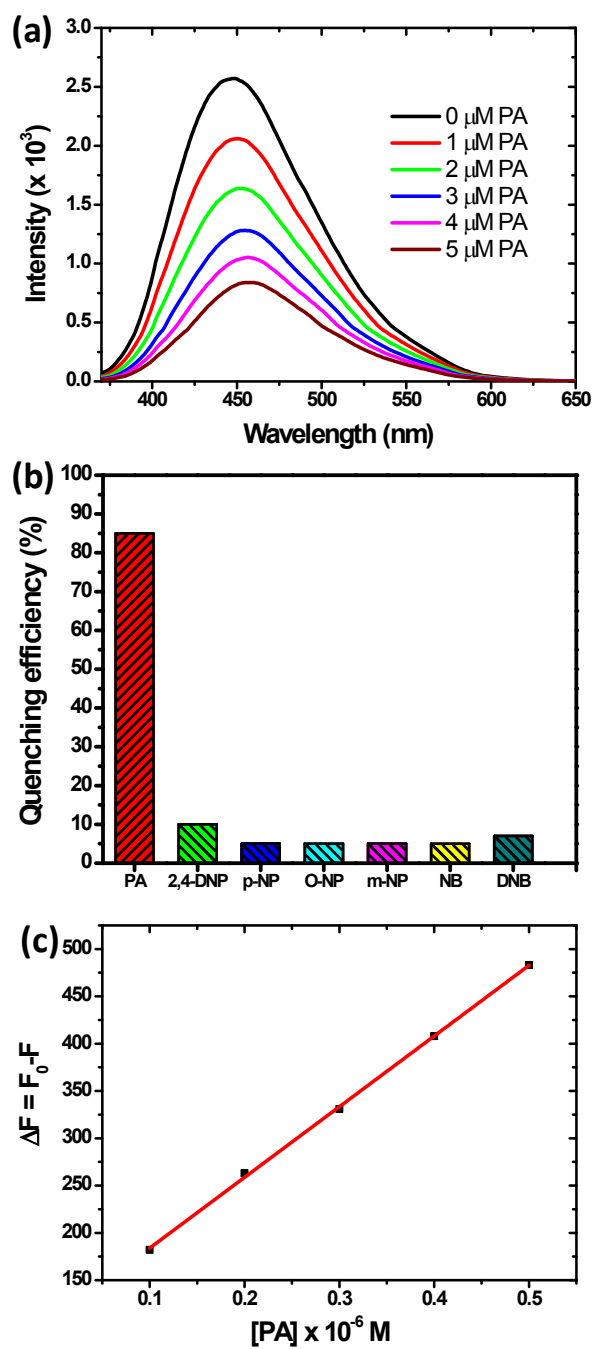 (a)
Intensity (x 10³)
3.0
2.5
2.0
1.5
1.0
0.5
0.0
0 μM PA
1 μM PA
2 μM PA
3 μM PA
4 μM PA
5 μM PA
400 450 500 550 600 650
Wavelength (nm)
(b)
Quenching efficiency (%)
100
90
80
70
60
50
40
30
20
10
0
PA 2,4-DNP p-NP O-NP m-NP NB DNB
(c)
ΔF = F₀-F
500
450
400
350
300
250
200
150
0.1 0.2 0.3 0.4 0.5
[PA] x 10⁻⁶ M